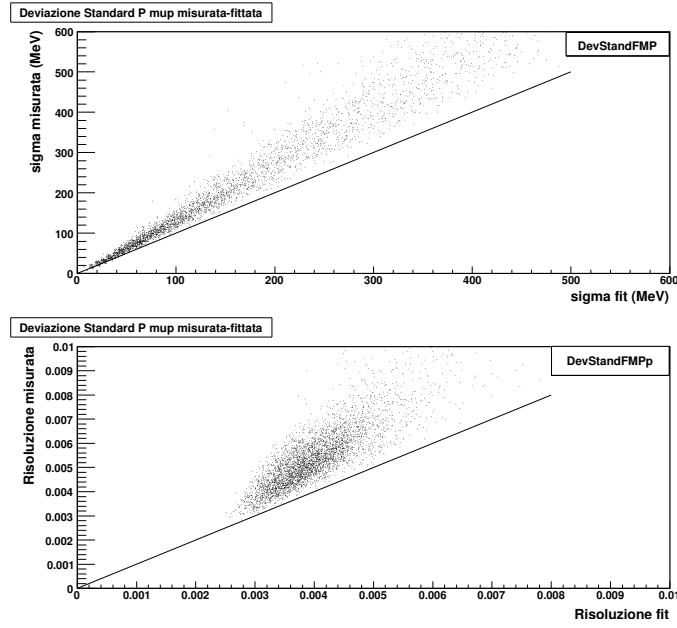 Deviazione Standard P mup misurata-fittata
DevStandFMP
sigma misurata (MeV)
600
500
400
300
200
100
0
0 100 200 300 400 500 600
sigma fit (MeV)
Deviazione Standard P mup misurata-fittata
DevStandFMPp
Risoluzione misurata
0.01
0.009
0.008
0.007
0.006
0.005
0.004
0.003
0.002
0.001
0
0 0.001 0.002 0.003 0.004 0.005 0.006 0.007 0.008 0.009 0.01
Risoluzione fit